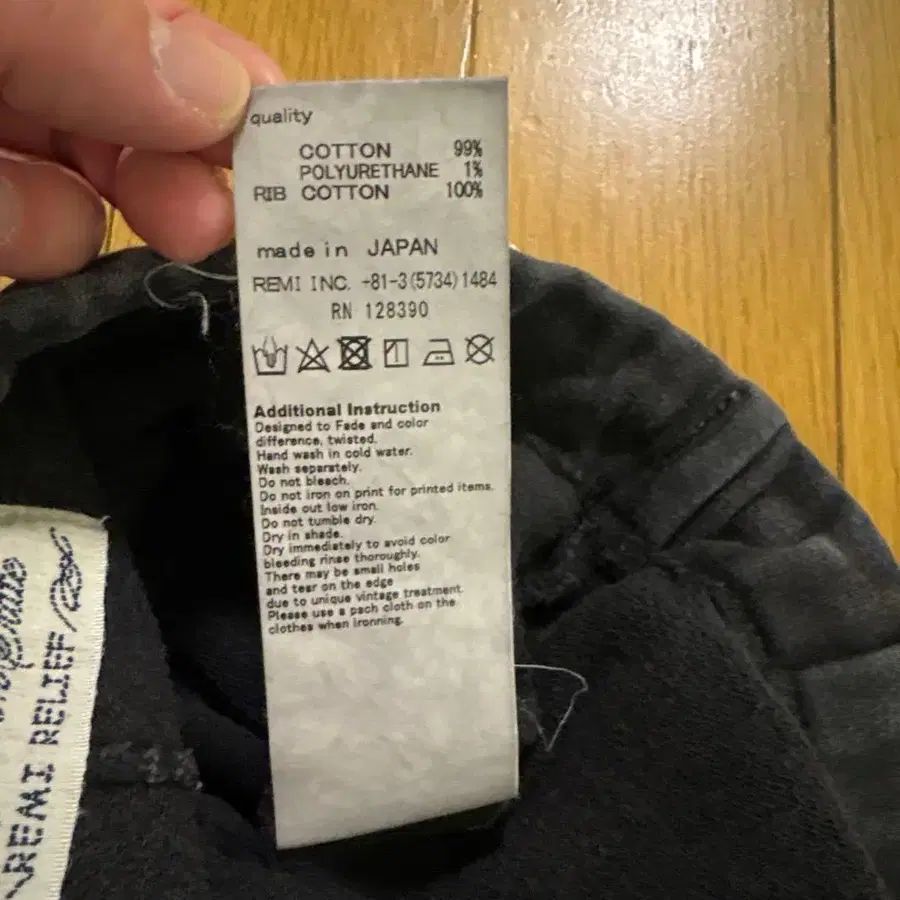 quality
COTTON 99%
POLYURETHANE 1%
RIB COTTON 100%
made in JAPAN
REMI INC. +81-3(5734)1484
RN 128390
Additional Instruction
Designed to Fade and color
difference, twisted.
Hand wash in cold water.
Wash separately.
Do not bleach.
Do not iron on print for printed items.
Inside out low iron.
Do not tumble dry.
Dry in shade.
Dry immediately to avoid color
bleeding rinse thoroughly.
There may be small holes
and tear on the edge
due to unique vintage treatment.
Please use a pach cloth on the
clothes when ironning.
REMI RELIEF